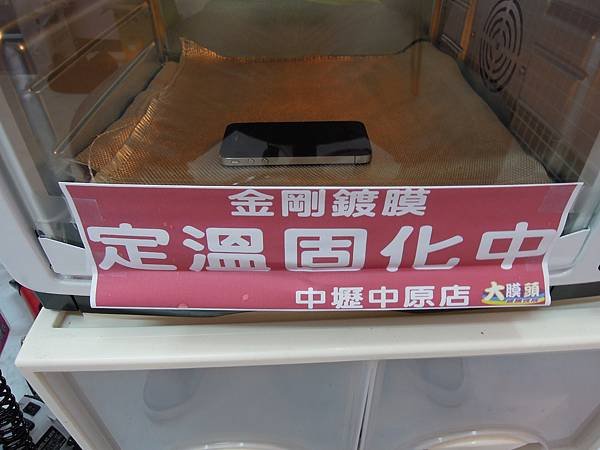 金剛鍍膜
定溫固化中
中壢中原店 大膜頭